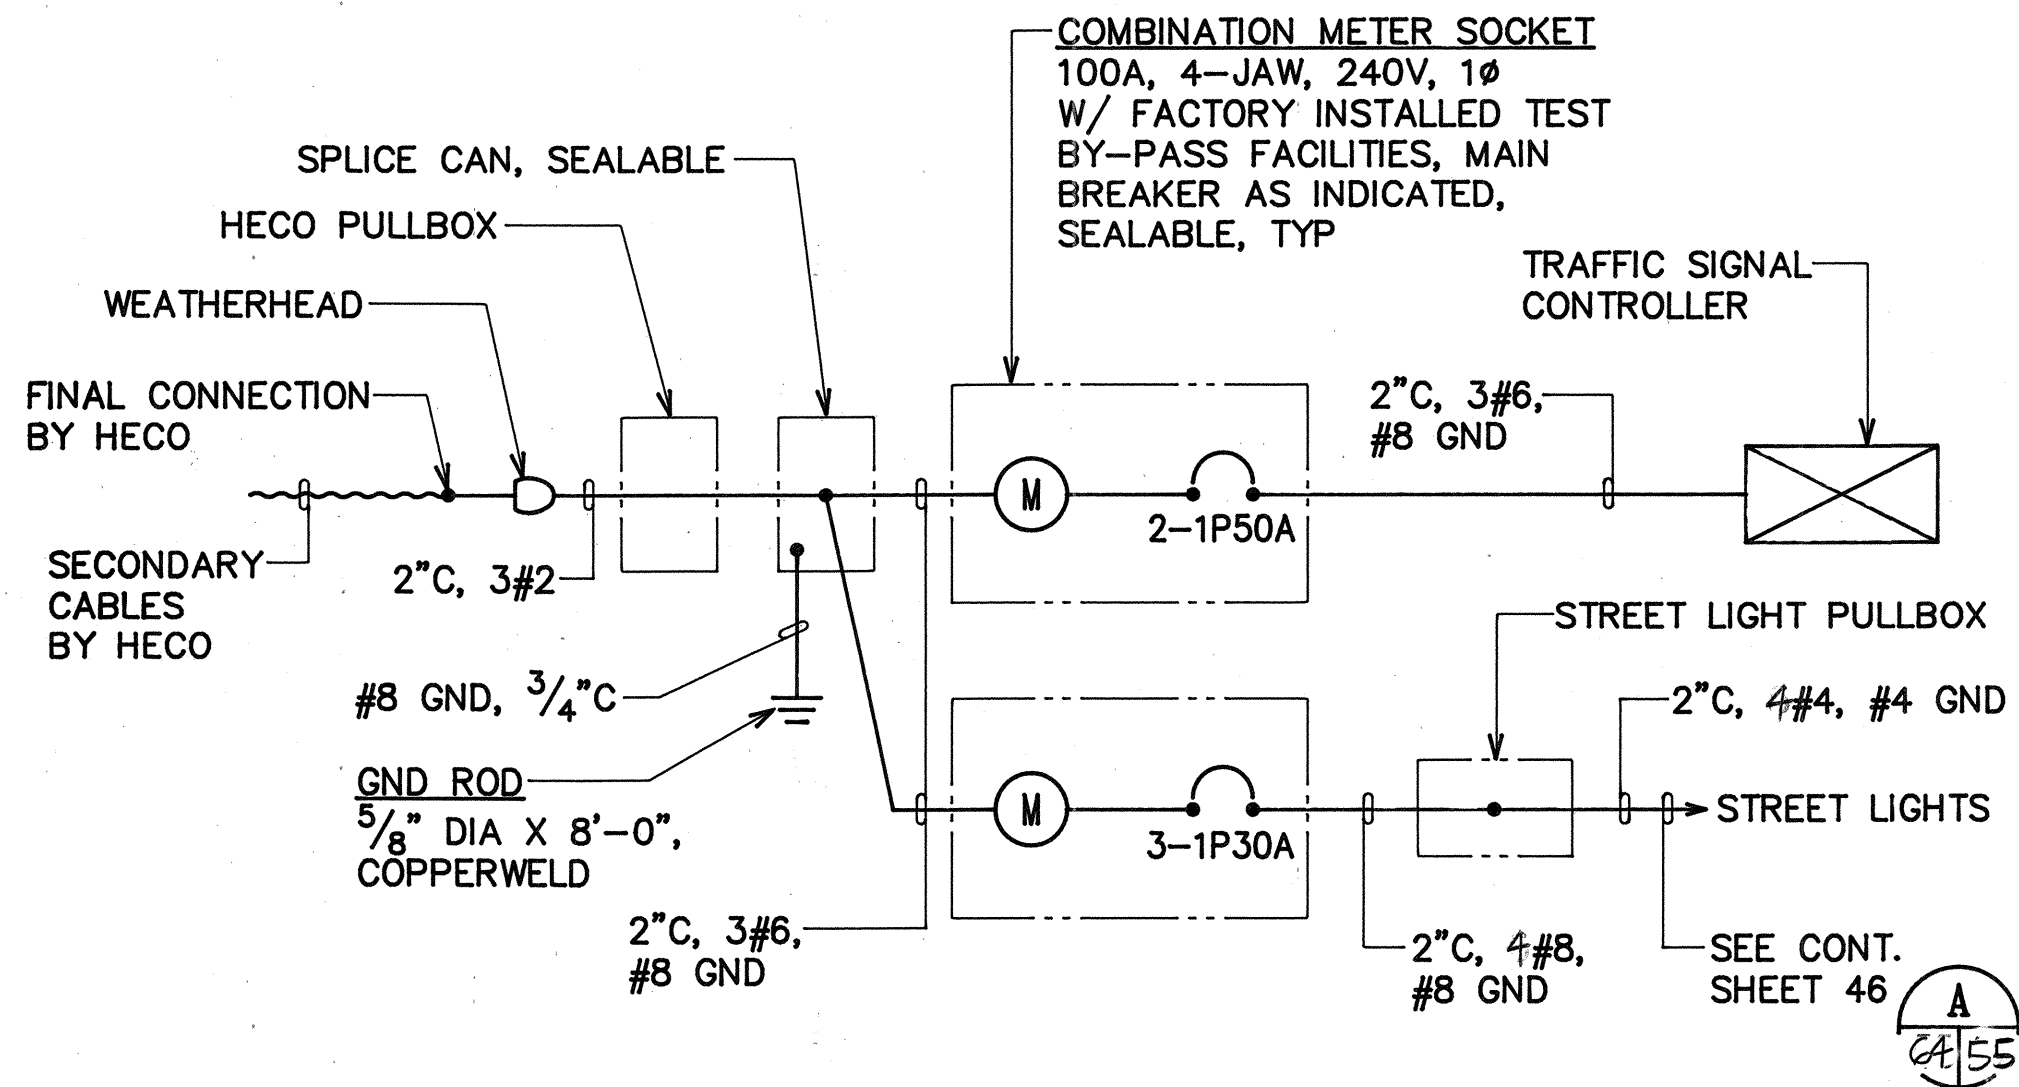 COMBINATION METER SOCKET
100A, 4-JAW, 240V, 1ø
W/ FACTORY INSTALLED TEST
BY-PASS FACILITIES, MAIN
BREAKER AS INDICATED,
SEALABLE, TYP
SPLICE CAN, SEALABLE
HECO PULLBOX
WEATHERHEAD
FINAL CONNECTION
BY HECO
TRAFFIC SIGNAL
CONTROLLER
2"C, 3#6,
#8 GND
M
2-1P50A
SECONDARY
CABLES
BY HECO
2"C, 3#2
#8 GND, 3/4"C
GND ROD
5/8" DIA X 8'-0",
COPPERWELD
2"C, 3#6,
#8 GND
M
3-1P30A
STREET LIGHT PULLBOX
2"C, 4#4, #4 GND
STREET LIGHTS
2"C, 4#8,
#8 GND
SEE CONT.
SHEET 46
A
55